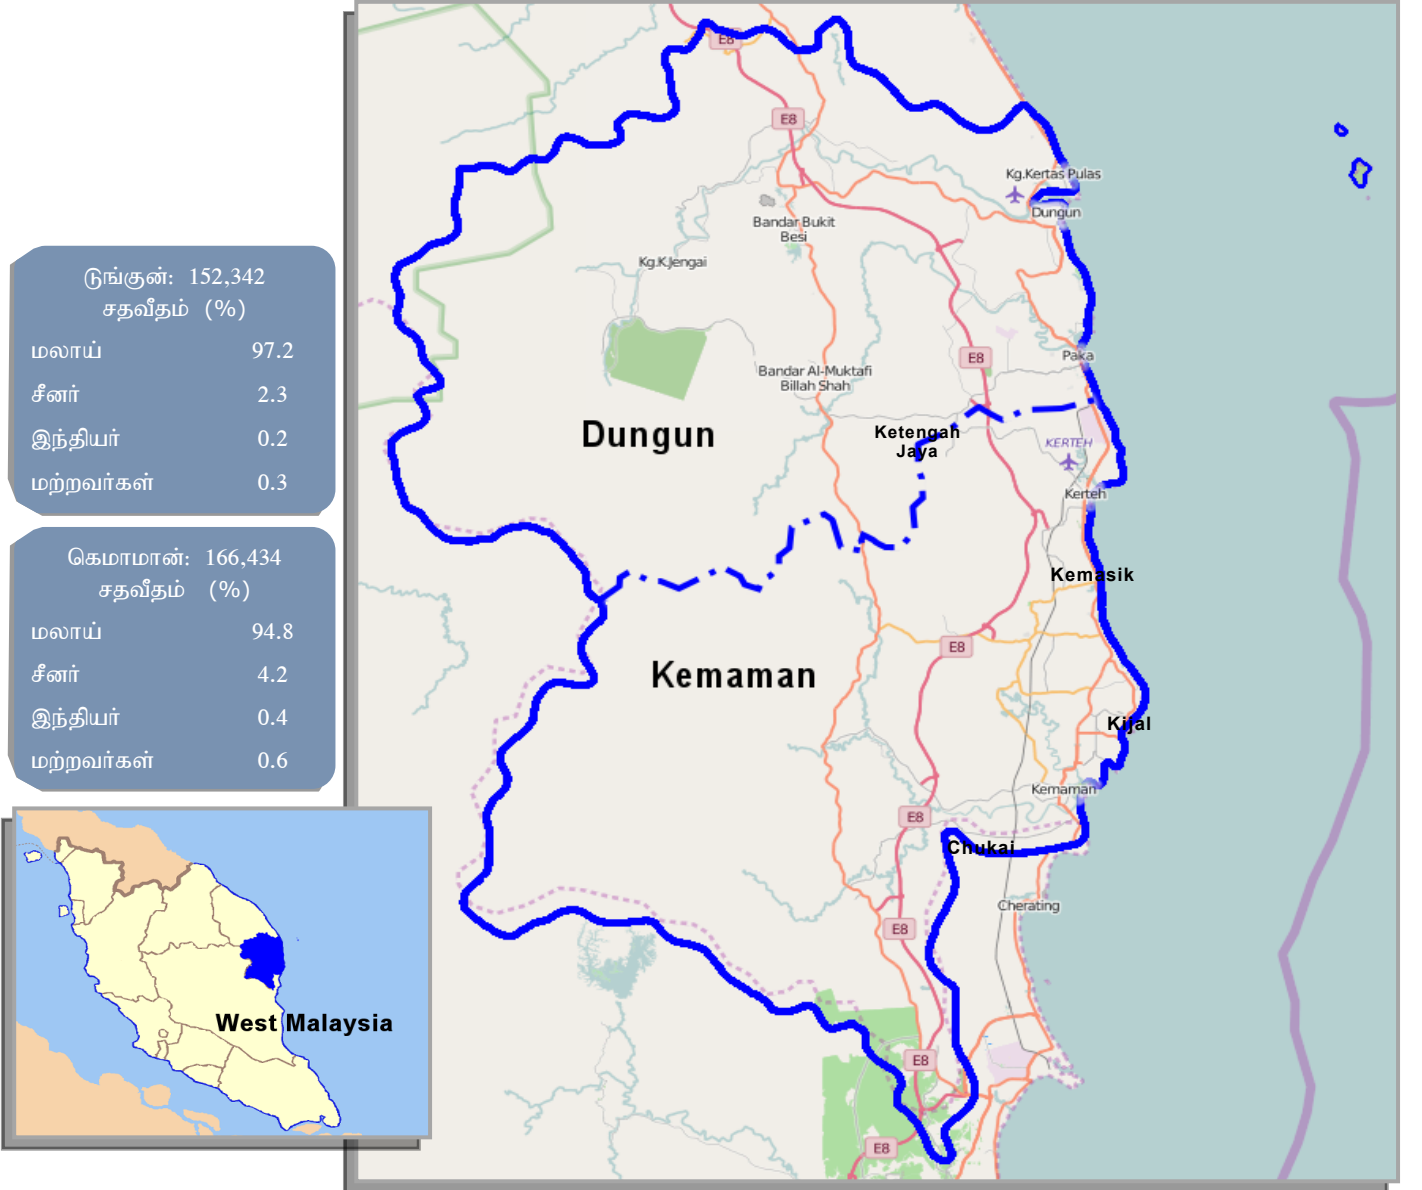 டுங்குன்: 152,342
சதவீதம் (%)
மலாய் 97.2
சீனர் 2.3
இந்தியர் 0.2
மற்றவர்கள் 0.3
கெமாமான்: 166,434
சதவீதம் (%)
மலாய் 94.8
சீனர் 4.2
இந்தியர் 0.4
மற்றவர்கள் 0.6
West Malaysia
E8
E8
Kg.Kertas Pulas
Dungun
Bandar Bukit
Besi
Kg.K.Jengai
E8
Paka
Bandar Al-Muktafi
Billah Shah
Dungun
Ketengah
Jaya
KERTEH
Kerteh
Kemasik
E8
Kemaman
Kijal
Kemaman
E8
Chukai
Cherating
E8
E8
E8